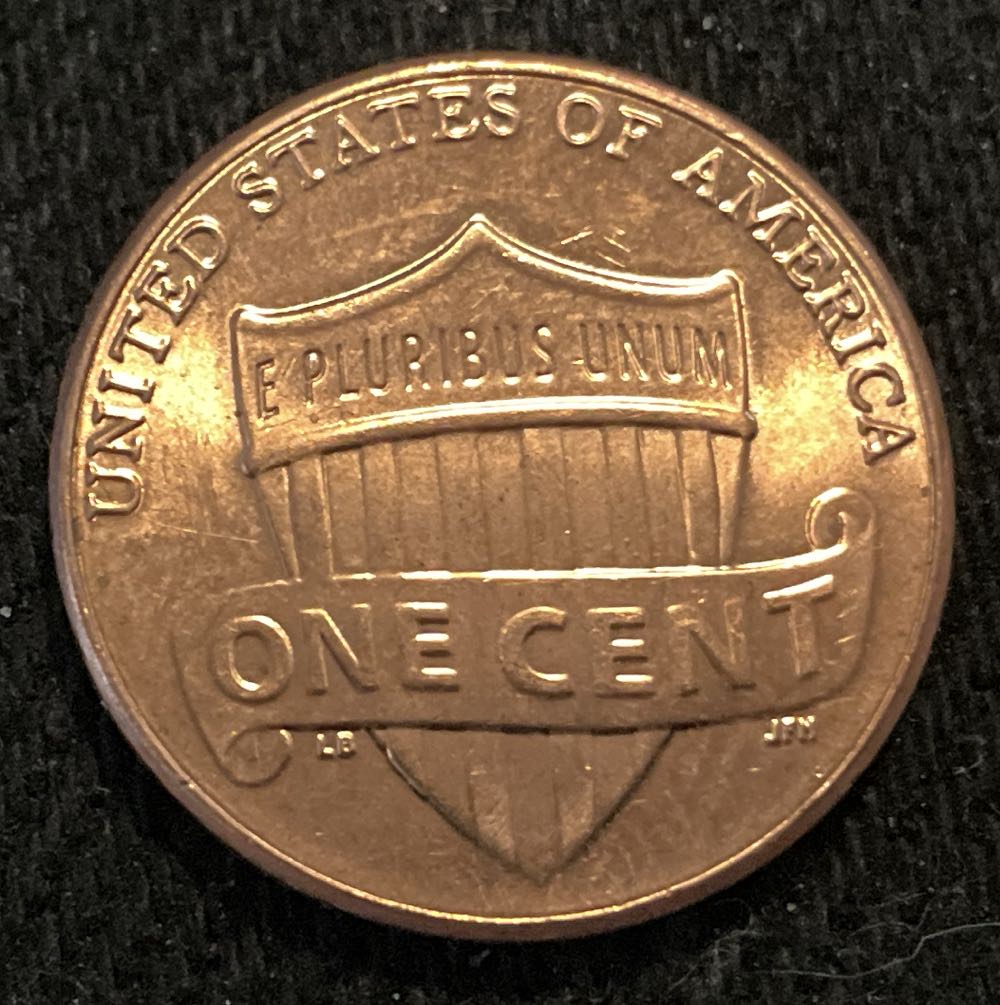 UNITED STATES OF AMERICA
E PLURIBUS UNUM
ONE CENT
LB
JFM